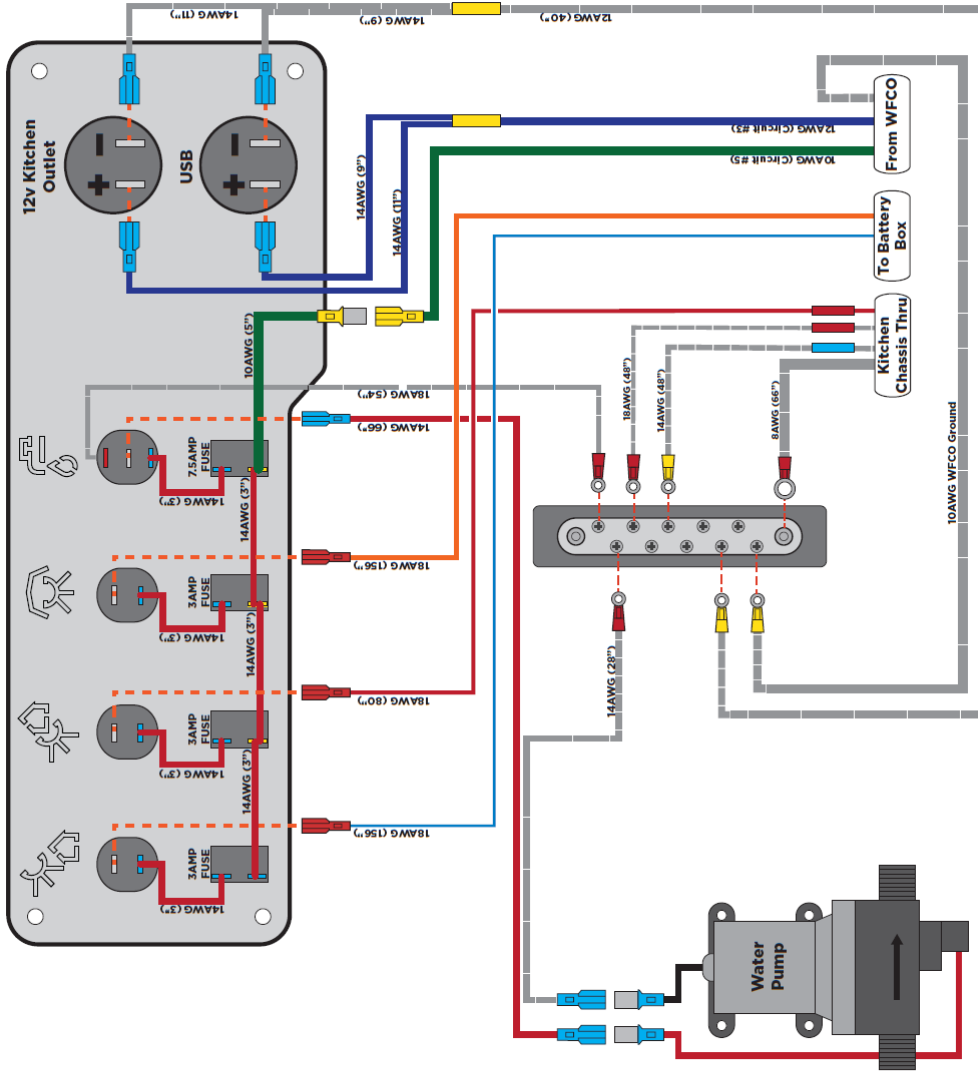 14AWG (11")
14AWG (9")
12AWG (40")
12v Kitchen
Outlet
USB
14AWG (9")
14AWG (11")
12AWG (Circuit #3)
10AWG (Circuit #5)
From WFCO
To Battery
Box
Kitchen
Chassis Thru
10AWG (5")
18AWG (54")
14AWG (66")
18AWG (48")
14AWG (48")
8AWG (66")
10AWG WFCO Ground
7.5AMP
FUSE
14AWG (3")
14AWG (3")
18AWG (156")
3AMP
FUSE
14AWG (3")
14AWG (3")
18AWG (80")
3AMP
FUSE
14AWG (3")
14AWG (3")
18AWG (156")
3AMP
FUSE
14AWG (3")
14AWG (28")
Water
Pump